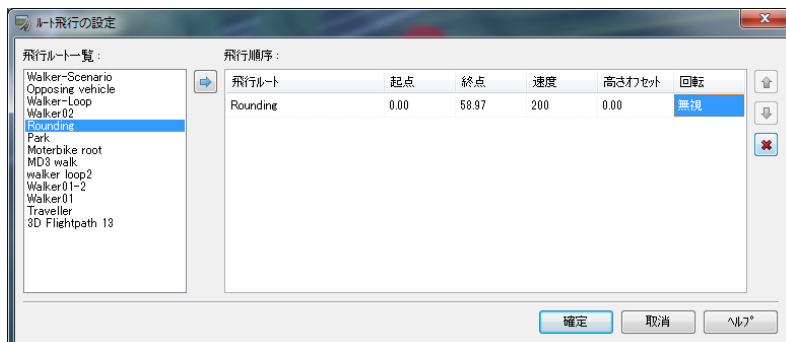 ルート飛行の設定
飛行ルート一覧：
飛行順序：
Walker-Scenario
Opposing vehicle
Walker-Loop
Walker02
Rounding
Park
Moterbike root
MD3 walk
walker loop2
Walker01-2
Walker01
Traveller
3D Flightpath 13
飛行ルート 起点 終点 速度 高さオフセット 回転
Rounding 0.00 58.97 200 0.00 無視
確定 取消 ヘルプ